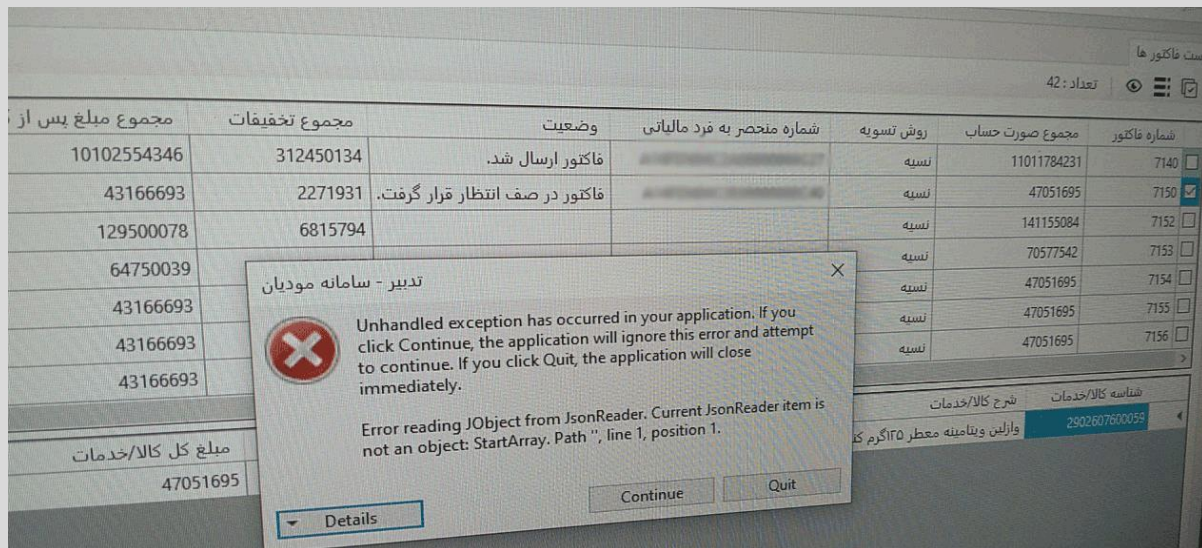 ست فاکتور ها
تعداد : 42
شماره فاکتور مجموع صورت حساب روش تسویه شماره منحصر به فرد مالیاتی وضعیت مجموع تخفیفات مجموع مبلغ پس از
7140 11011784231 نسیه فاکتور ارسال شد. 312450134 10102554346
7150 47051695 نسیه فاکتور در صف انتظار قرار گرفت. 2271931 43166693
7152 141155084 نسیه 6815794 129500078
7153 70577542 نسیه 64750039
7154 47051695 نسیه 43166693
7155 47051695 نسیه 43166693
7156 47051695 نسیه 43166693
تدبیر - سامانه مودیان
Unhandled exception has occurred in your application. If you
click Continue, the application will ignore this error and attempt
to continue. If you click Quit, the application will close
immediately.
Error reading JObject from JsonReader. Current JsonReader item is
not an object: StartArray. Path '', line 1, position 1.
Details
Continue
Quit
شناسه کالا/خدمات شرح کالا/خدمات مبلغ کل کالا/خدمات
2902607600059 وازلین ویتامینه معطر ۱۲۵گرم 47051695